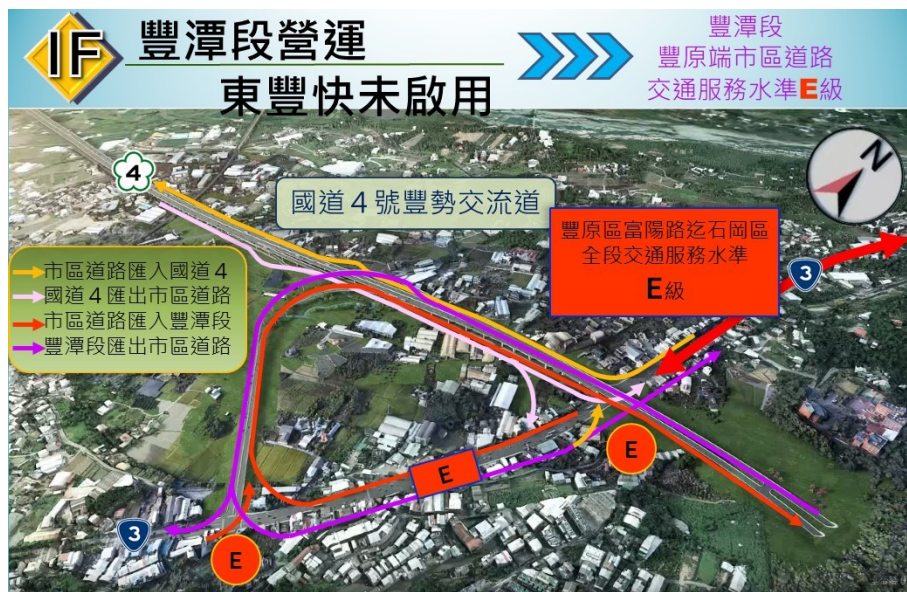 IF
豐潭段營運
東豐快未啟用
豐潭段
豐原端市區道路
交通服務水準E級
4
國道4號豐勢交流道
N
豐原區富陽路迄石岡區
全段交通服務水準
E級
3
市區道路匯入國道4
國道4匯出市區道路
市區道路匯入豐潭段
豐潭段匯出市區道路
E
E
3
E